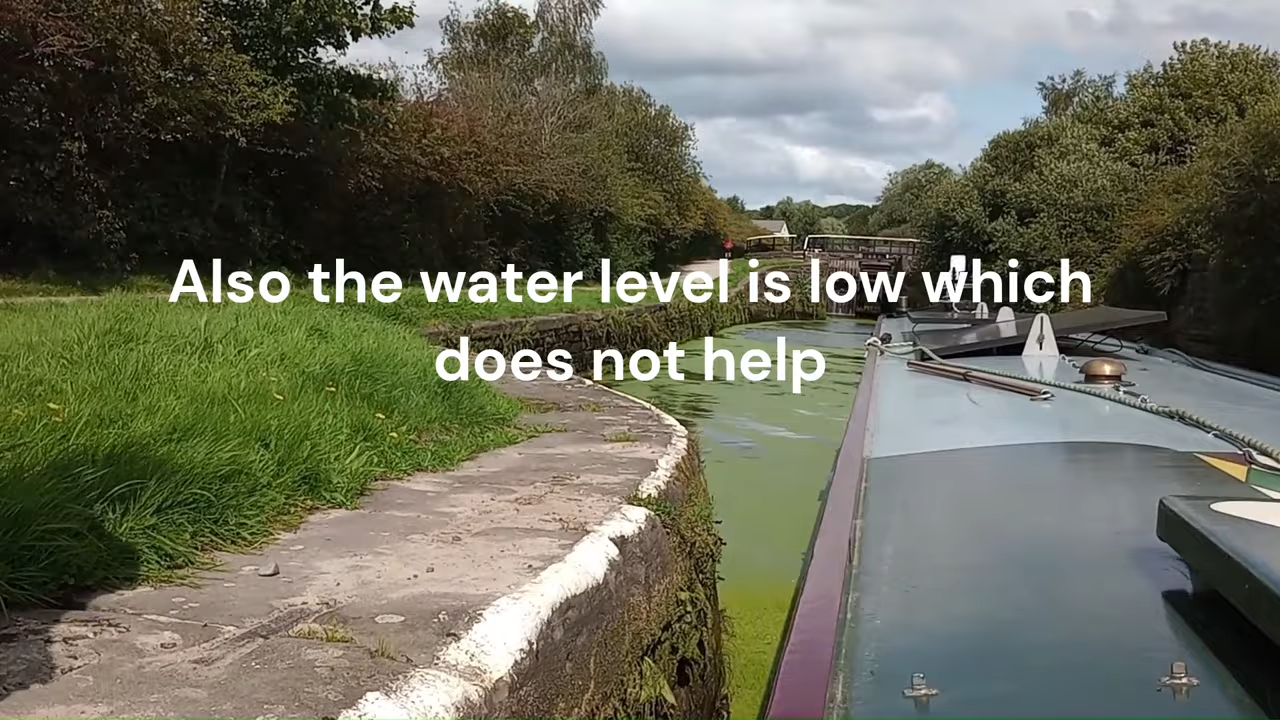 Also the water level is low which
does not help